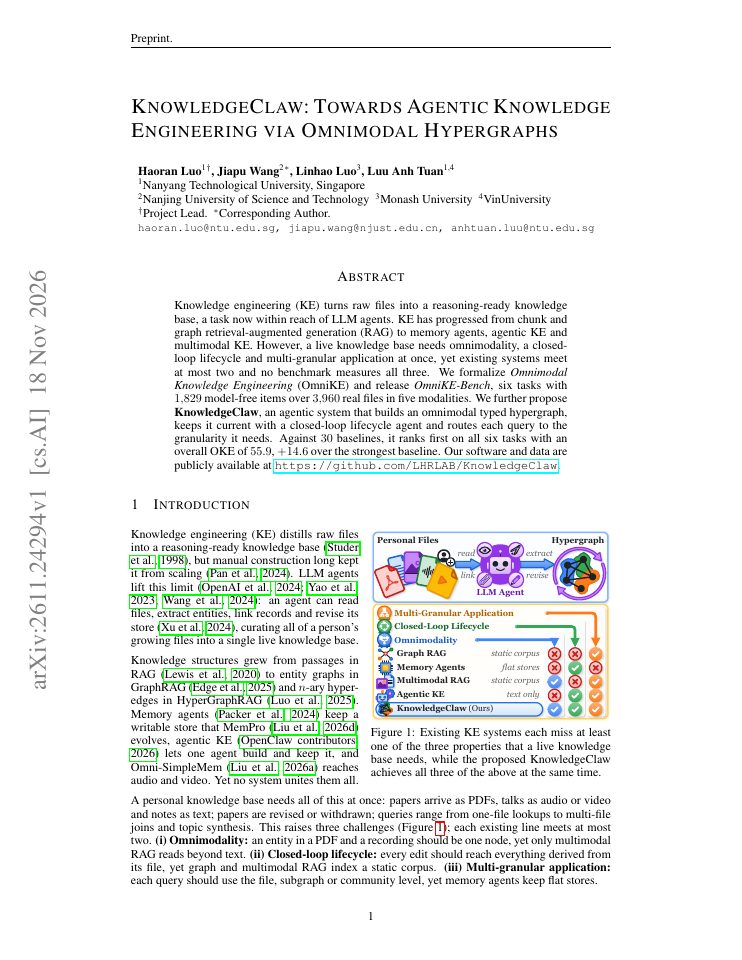 Preprint.
KNOWLEDGECLAW: TOWARDS AGENTIC KNOWLEDGE
ENGINEERING VIA OMNIMODAL HYPERGRAPHS
Haoran Luo1†, Jiapu Wang2*, Linhao Luo3, Luu Anh Tuan1,4
1Nanyang Technological University, Singapore
2Nanjing University of Science and Technology 3Monash University 4VinUniversity
†Project Lead. *Corresponding Author.
haoran.luo@ntu.edu.sg, jiapu.wang@njust.edu.cn, anhtuan.luu@ntu.edu.sg
arXiv:2611.24294v1 [cs.AI] 18 Nov 2026
ABSTRACT
Knowledge engineering (KE) turns raw files into a reasoning-ready knowledge
base, a task now within reach of LLM agents. KE has progressed from chunk and
graph retrieval-augmented generation (RAG) to memory agents, agentic KE and
multimodal KE. However, a live knowledge base needs omnimodality, a closed-
loop lifecycle and multi-granular application at once, yet existing systems meet
at most two and no benchmark measures all three. We formalize Omnimodal
Knowledge Engineering (OmniKE) and release OmniKE-Bench, six tasks with
1,829 model-free items over 3,960 real files in five modalities. We further propose
KnowledgeClaw, an agentic system that builds an omnimodal typed hypergraph,
keeps it current with a closed-loop lifecycle agent and routes each query to the
granularity it needs. Against 30 baselines, it ranks first on all six tasks with an
overall OKE of 55.9, +14.6 over the strongest baseline. Our software and data are
publicly available at https://github.com/LHRLAB/KnowledgeClaw.
1 INTRODUCTION
Knowledge engineering (KE) distills raw files
into a reasoning-ready knowledge base (Studer
et al., 1998), but manual construction long kept
it from scaling (Pan et al., 2024). LLM agents
lift this limit (OpenAI et al., 2024; Yao et al.,
2023; Wang et al., 2024): an agent can read
files, extract entities, link records and revise its
store (Xu et al., 2024), curating all of a person's
growing files into a single live knowledge base.
Knowledge structures grew from passages in
RAG (Lewis et al., 2020) to entity graphs in
GraphRAG (Edge et al., 2025) and n-ary hyper-
edges in HyperGraphRAG (Luo et al., 2025).
Memory agents (Packer et al., 2024) keep a
writable store that MemPro (Liu et al., 2026d)
evolves, agentic KE (OpenClaw contributors,
2026) lets one agent build and keep it, and
Omni-SimpleMem (Liu et al., 2026a) reaches
audio and video. Yet no system unites them all.
Personal Files
Hypergraph
read
link
extract
revise
LLM Agent
Multi-Granular Application
Closed-Loop Lifecycle
Omnimodality
Graph RAG static corpus
Memory Agents flat stores
Multimodal RAG static corpus
Agentic KE text only
KnowledgeClaw (Ours)
Figure 1: Existing KE systems each miss at least
one of the three properties that a live knowledge
base needs, while the proposed KnowledgeClaw
achieves all three of the above at the same time.
A personal knowledge base needs all of this at once: papers arrive as PDFs, talks as audio or video
and notes as text; papers are revised or withdrawn; queries range from one-file lookups to multi-file
joins and topic synthesis. This raises three challenges (Figure 1); each existing line meets at most
two. (i) Omnimodality: an entity in a PDF and a recording should be one node, yet only multimodal
RAG reads beyond text. (ii) Closed-loop lifecycle: every edit should reach everything derived from
its file, yet graph and multimodal RAG index a static corpus. (iii) Multi-granular application:
each query should use the file, subgraph or community level, yet memory agents keep flat stores.
1